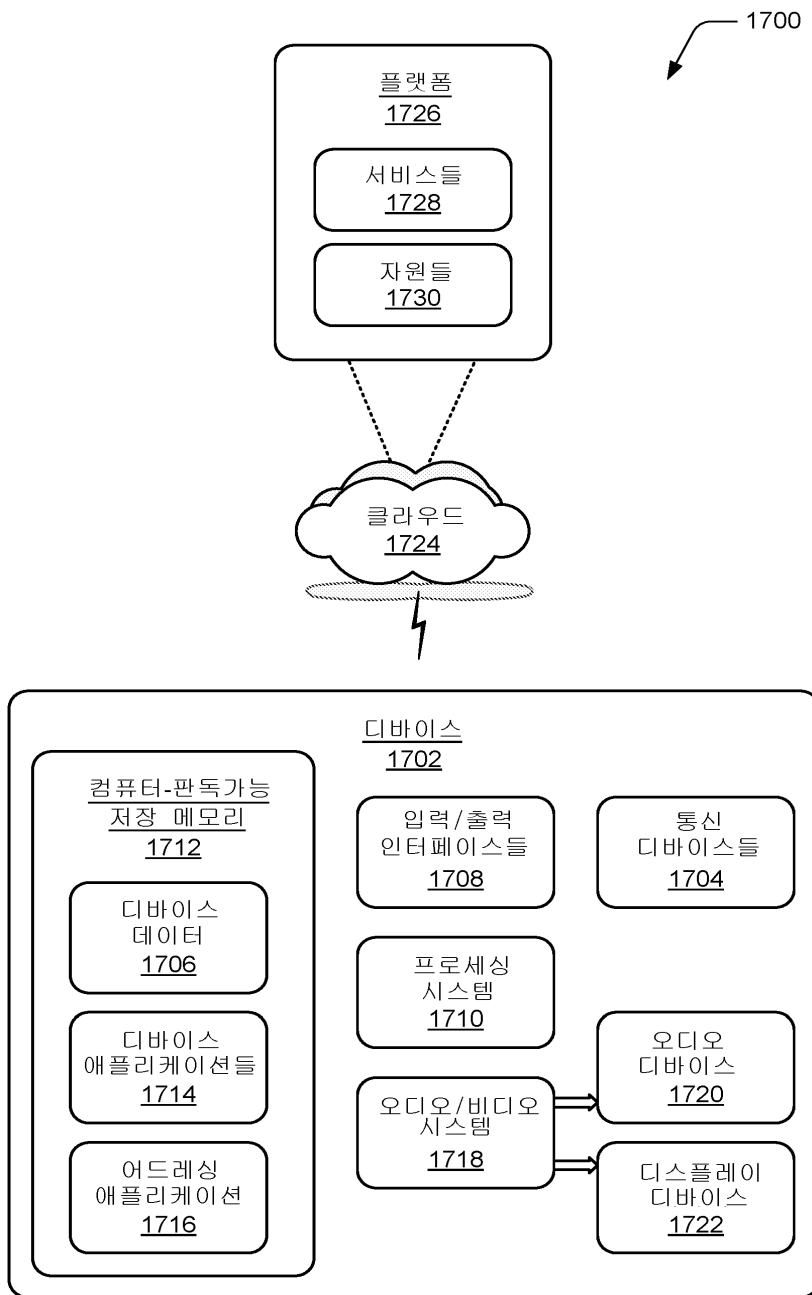 1700
플랫폼
1726
서비스들
1728
자원들
1730
클라우드
1724
디바이스
1702
컴퓨터-판독가능
저장 메모리
1712
디바이스
데이터
1706
디바이스
애플리케이션들
1714
어드레싱
애플리케이션
1716
입력/출력
인터페이스들
1708
통신
디바이스들
1704
프로세싱
시스템
1710
오디오/비디오
시스템
1718
오디오
디바이스
1720
디스플레이
디바이스
1722